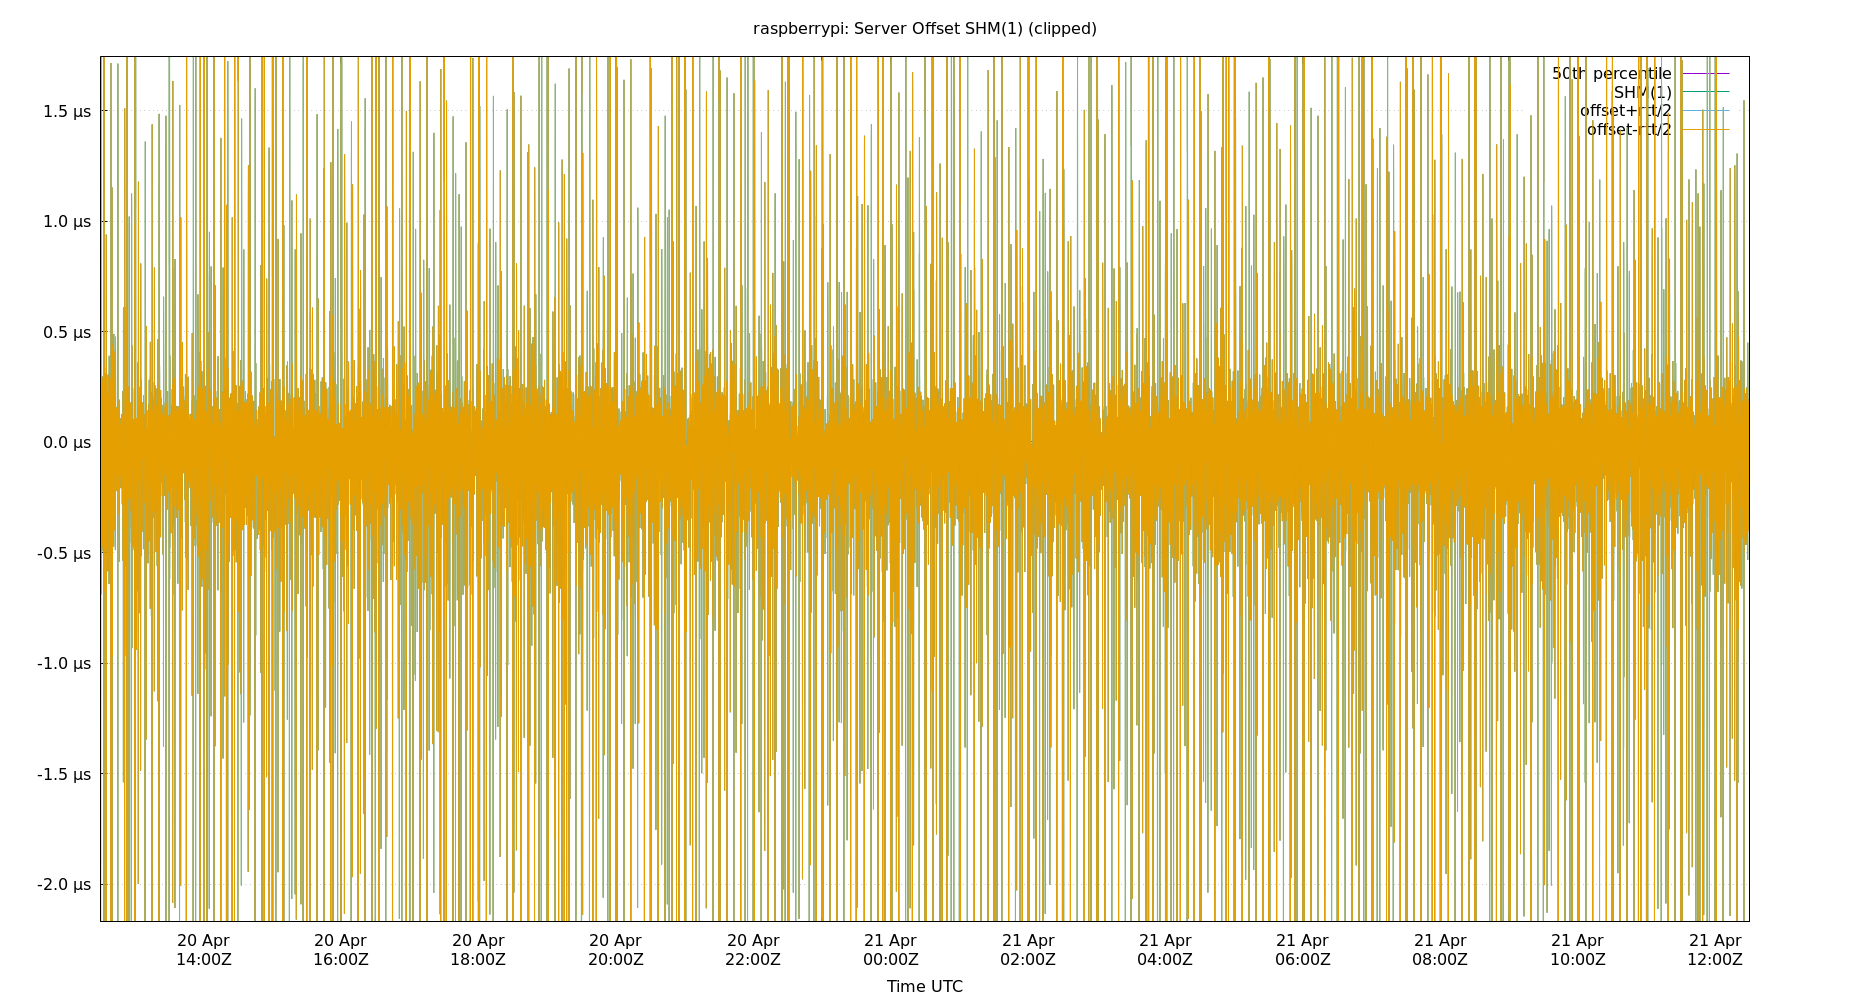 raspberrypi: Server Offset SHM(1) (clipped)
50th percentile
SHM(1)
offset+rtt/2
offset-rtt/2
1.5 µs
1.0 µs
0.5 µs
0.0 µs
-0.5 µs
-1.0 µs
-1.5 µs
-2.0 µs
20 Apr 20 Apr 20 Apr 20 Apr 20 Apr 21 Apr 21 Apr 21 Apr 21 Apr 21 Apr 21 Apr 21 Apr
14:00Z 16:00Z 18:00Z 20:00Z 22:00Z 00:00Z 02:00Z 04:00Z 06:00Z 08:00Z 10:00Z 12:00Z
Time UTC